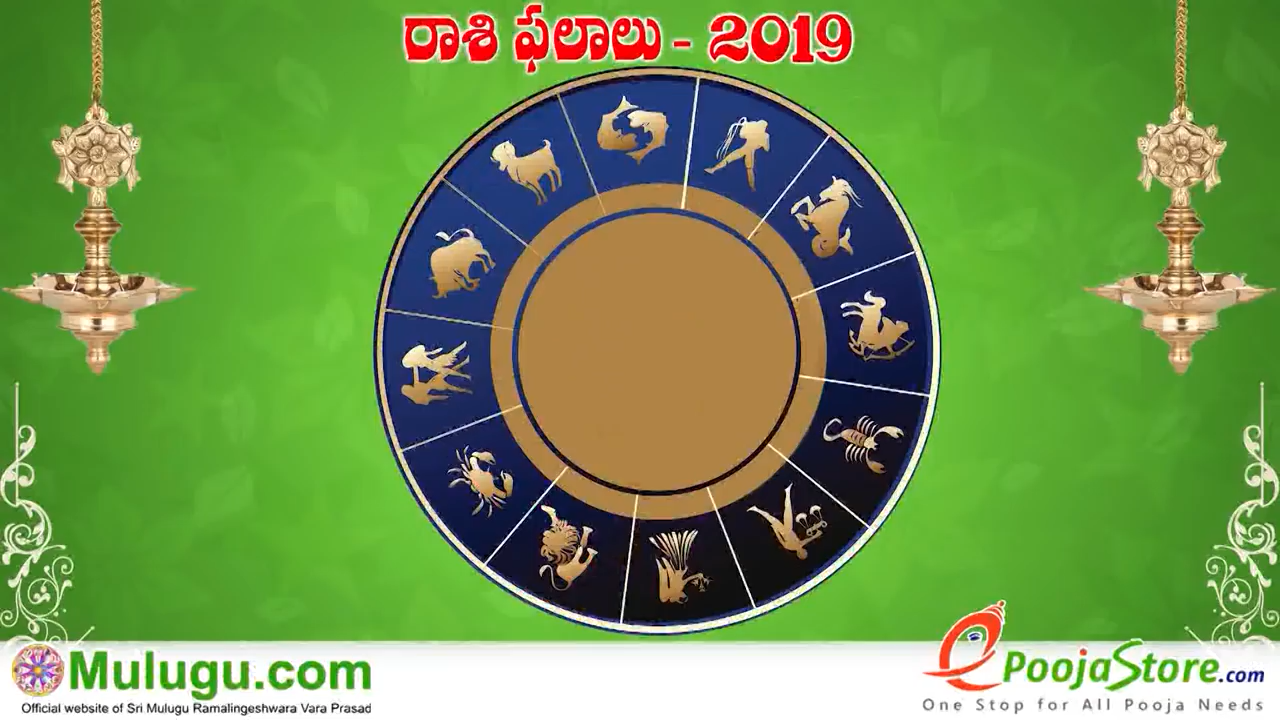 రాశి ఫలాలు - 2019
Mulugu.com
Official website of Sri Mulugu Ramalingeshwara Vara Prasad
ePoojaStore.com
One Stop for All Pooja Needs